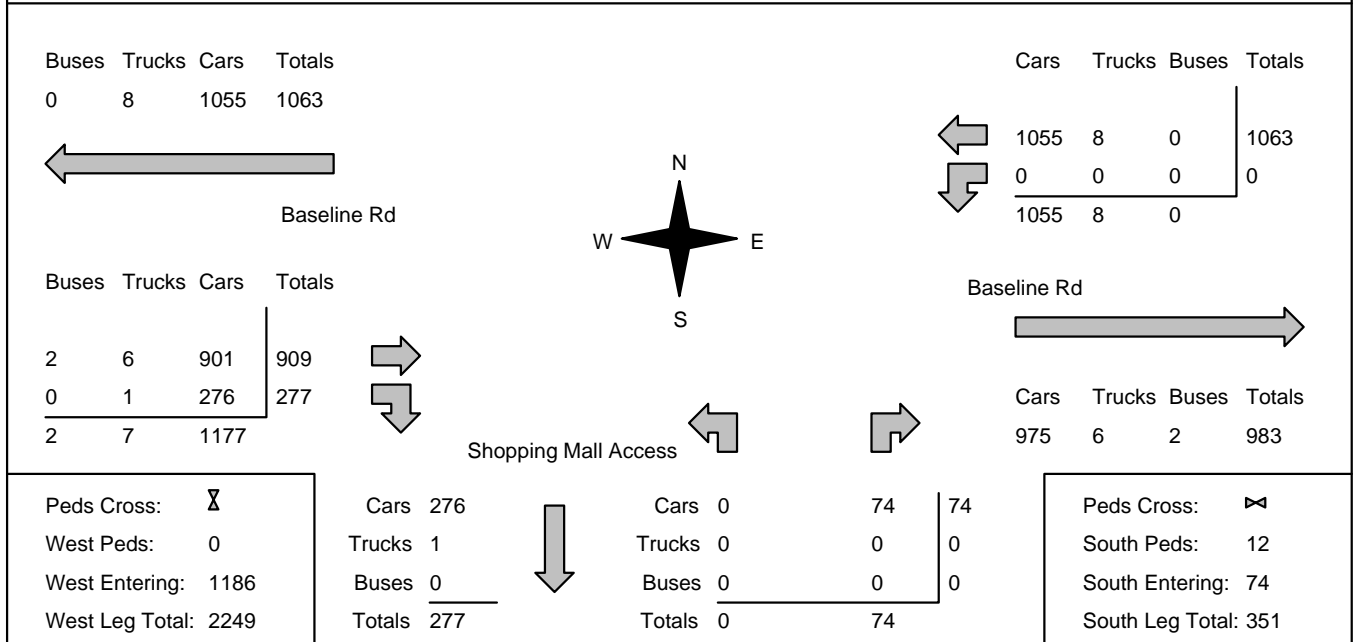 Buses Trucks Cars Totals
0 8 1055 1063
Baseline Rd
Buses Trucks Cars Totals
2 6 901 909
0 1 276 277
2 7 1177
N
W E
S
Cars Trucks Buses Totals
1055 8 0 1063
0 0 0 0
1055 8 0
Baseline Rd
Cars Trucks Buses Totals
975 6 2 983
Shopping Mall Access
Peds Cross:
West Peds: 0
West Entering: 1186
West Leg Total: 2249
Cars 276
Trucks 1
Buses 0
Totals 277
Cars 0 74 74
Trucks 0 0 0
Buses 0 0 0
Totals 0 74
Peds Cross:
South Peds: 12
South Entering: 74
South Leg Total: 351